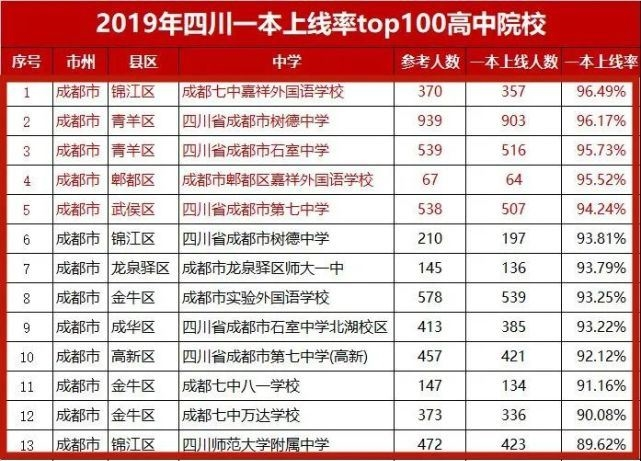 2019年四川一本上线率top100高中院校
序号 市州 县区 中学 参考人数 一本上线人数 一本上线率
1 成都市 锦江区 成都七中嘉祥外国语学校 370 357 96.49%
2 成都市 青羊区 四川省成都市树德中学 939 903 96.17%
3 成都市 青羊区 四川省成都市石室中学 539 516 95.73%
4 成都市 郫都区 成都市郫都区嘉祥外国语学校 67 64 95.52%
5 成都市 武侯区 四川省成都市第七中学 538 507 94.24%
6 成都市 锦江区 四川省成都市树德中学 210 197 93.81%
7 成都市 龙泉驿区 成都市龙泉驿区师大一中 145 136 93.79%
8 成都市 金牛区 成都市实验外国语学校 578 539 93.25%
9 成都市 成华区 四川省成都市石室中学北湖校区 413 385 93.22%
10 成都市 高新区 四川省成都市第七中学(高新) 457 421 92.12%
11 成都市 金牛区 成都七中八一学校 147 134 91.16%
12 成都市 金牛区 成都七中万达学校 373 336 90.08%
13 成都市 锦江区 四川师范大学附属中学 472 423 89.62%